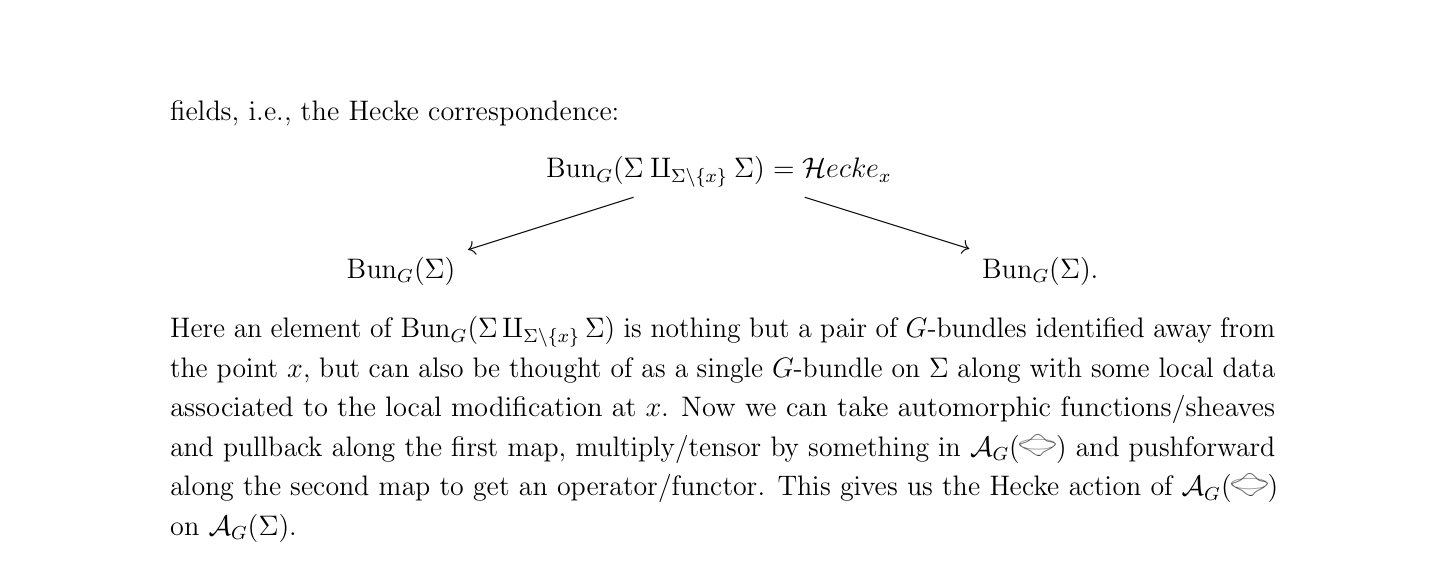 fields, i.e., the Hecke correspondence:
Bun_G(Σ ⨿_{Σ\{x}} Σ) = ℋecke_x
Bun_G(Σ) Bun_G(Σ).
Here an element of Bun_G(Σ ⨿_{Σ\{x}} Σ) is nothing but a pair of G-bundles identified away from
the point x, but can also be thought of as a single G-bundle on Σ along with some local data
associated to the local modification at x. Now we can take automorphic functions/sheaves
and pullback along the first map, multiply/tensor by something in 𝒜_G() and pushforward
along the second map to get an operator/functor. This gives us the Hecke action of 𝒜_G()
on 𝒜_G(Σ).